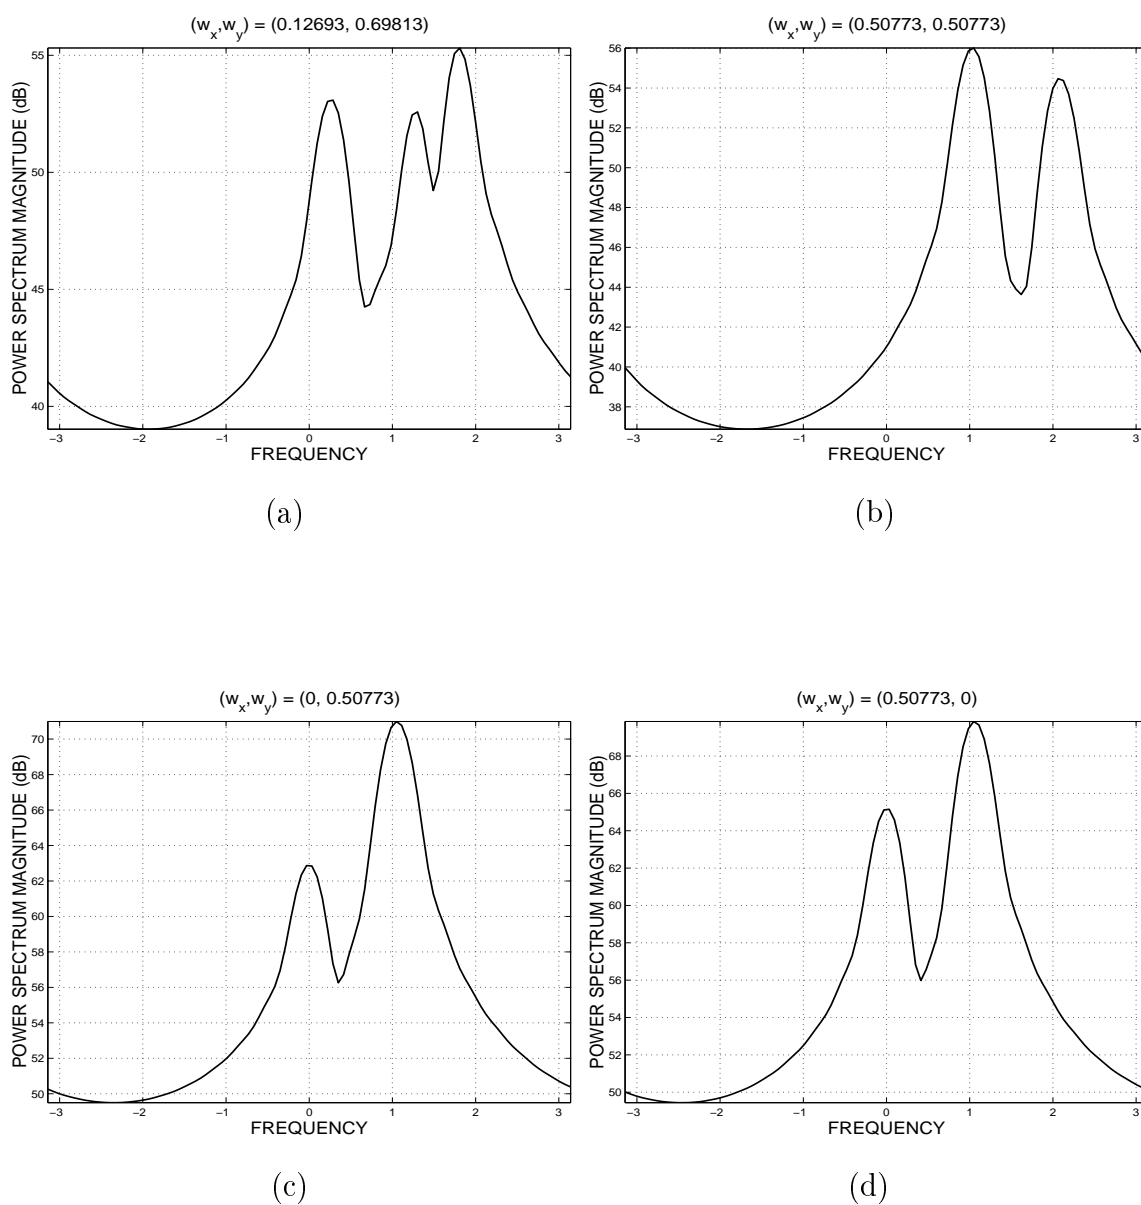 (w_x,w_y) = (0.12693, 0.69813)
POWER SPECTRUM MAGNITUDE (dB)
55
50
45
40
−3 −2 −1 0 1 2 3
FREQUENCY
(a)
(w_x,w_y) = (0.50773, 0.50773)
POWER SPECTRUM MAGNITUDE (dB)
56
54
52
50
48
46
44
42
40
38
−3 −2 −1 0 1 2 3
FREQUENCY
(b)
(w_x,w_y) = (0, 0.50773)
POWER SPECTRUM MAGNITUDE (dB)
70
68
66
64
62
60
58
56
54
52
50
−3 −2 −1 0 1 2 3
FREQUENCY
(c)
(w_x,w_y) = (0.50773, 0)
POWER SPECTRUM MAGNITUDE (dB)
68
66
64
62
60
58
56
54
52
50
−3 −2 −1 0 1 2 3
FREQUENCY
(d)